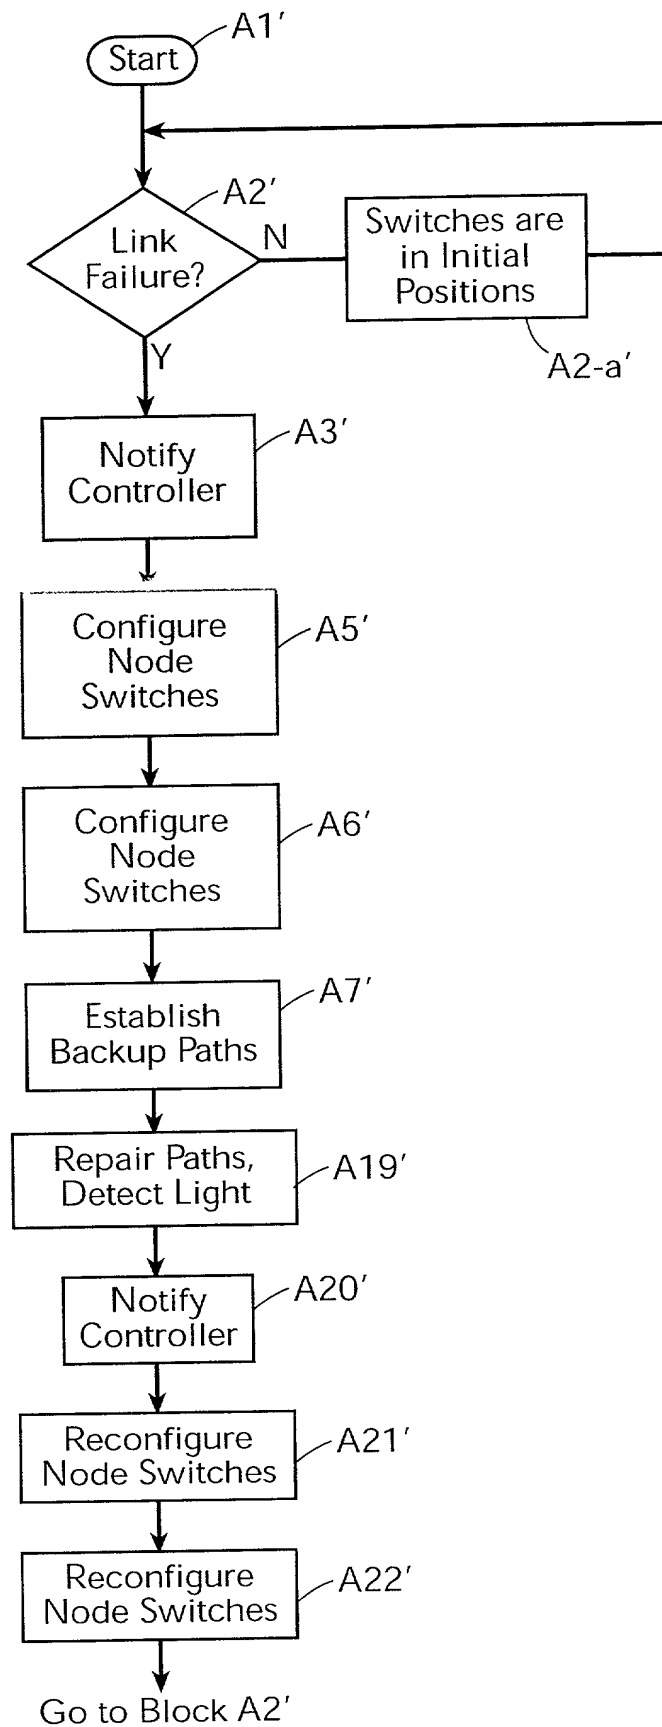 A1′
Start
A2′
Link
Failure?
N
Switches are
in Initial
Positions
A2-a′
Y
A3′
Notify
Controller
A5′
Configure
Node
Switches
A6′
Configure
Node
Switches
A7′
Establish
Backup Paths
A19′
Repair Paths,
Detect Light
A20′
Notify
Controller
A21′
Reconfigure
Node Switches
A22′
Reconfigure
Node Switches
Go to Block A2′